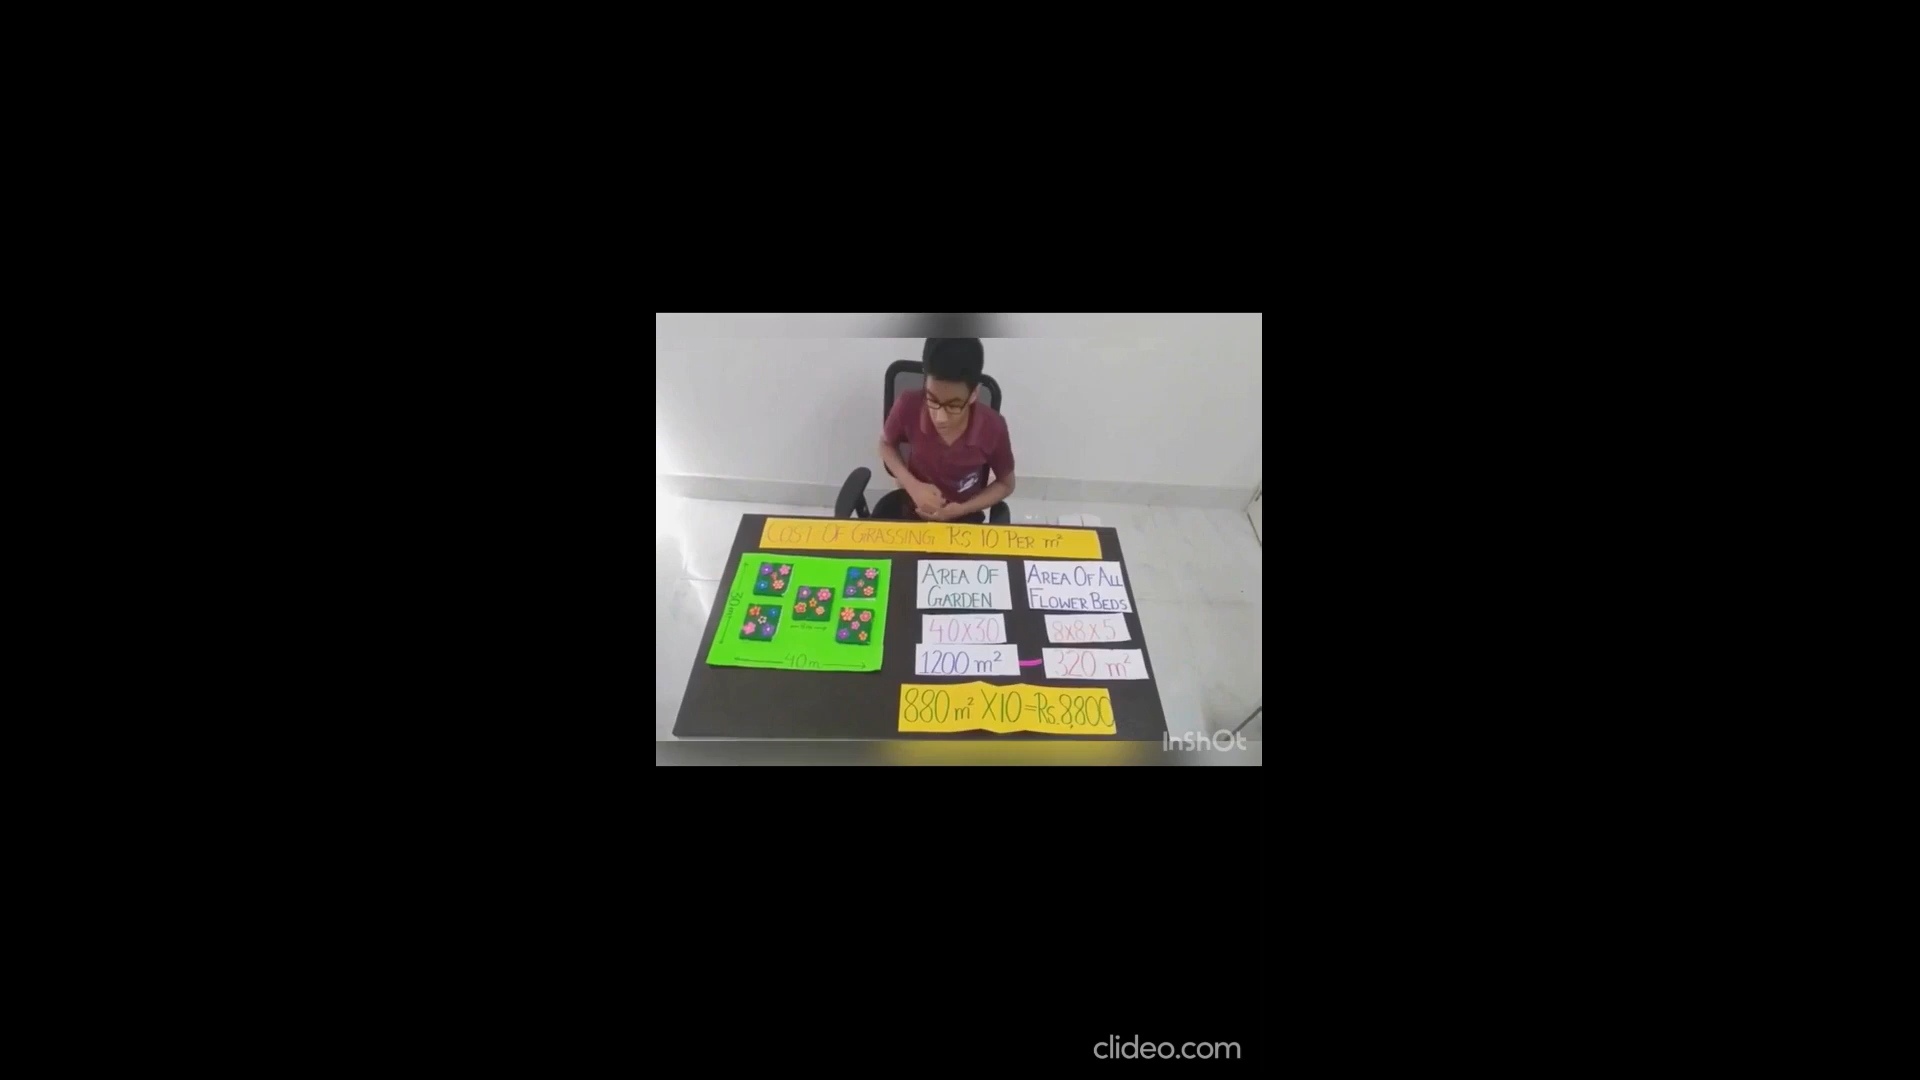 COST OF GRASSING RS 10 PER m²
30m
40m
AREA OF
GARDEN
40x30
1200 m²
AREA OF ALL
FLOWER BEDS
8x8x5
320 m²
880 m² X10 =Rs.8,800
InShOt
clideo.com